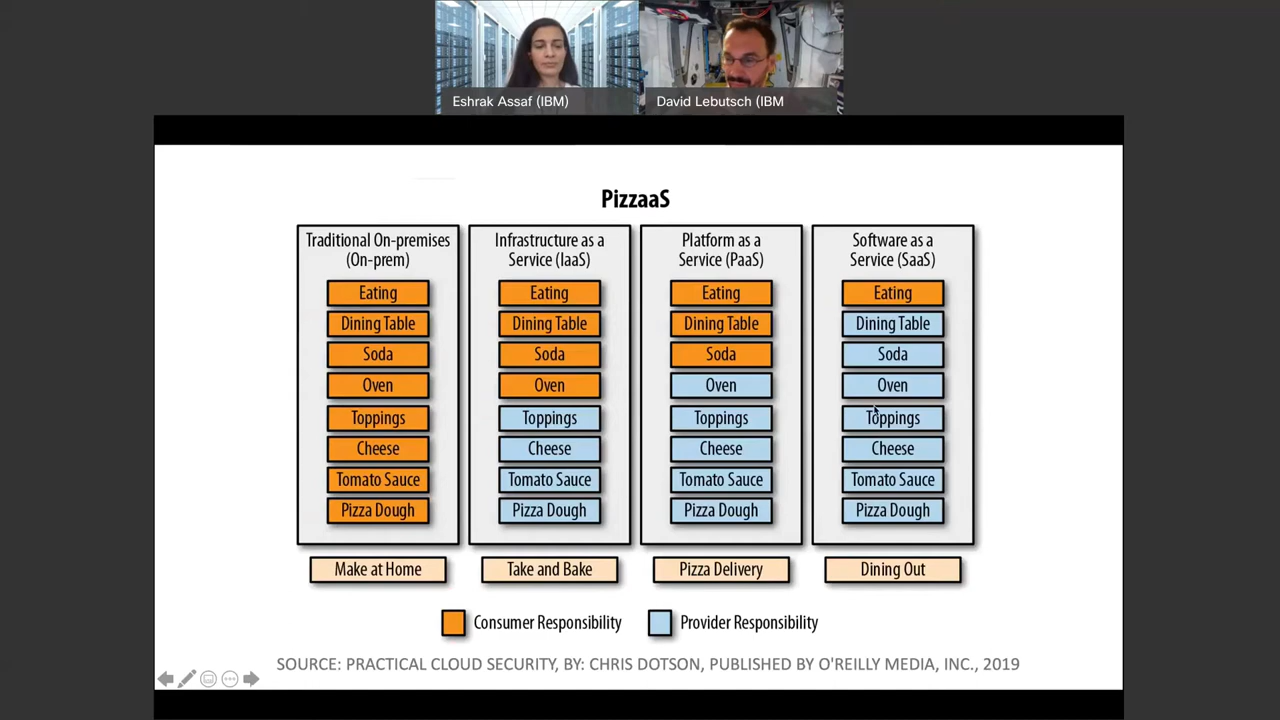 Eshrak Assaf (IBM)
David Lebutsch (IBM
PizzaaS
Traditional On-premises
(On-prem)
Eating
Dining Table
Soda
Oven
Toppings
Cheese
Tomato Sauce
Pizza Dough
Make at Home
Infrastructure as a
Service (IaaS)
Eating
Dining Table
Soda
Oven
Toppings
Cheese
Tomato Sauce
Pizza Dough
Take and Bake
Platform as a
Service (PaaS)
Eating
Dining Table
Soda
Oven
Toppings
Cheese
Tomato Sauce
Pizza Dough
Pizza Delivery
Software as a
Service (SaaS)
Eating
Dining Table
Soda
Oven
Toppings
Cheese
Tomato Sauce
Pizza Dough
Dining Out
Consumer Responsibility
Provider Responsibility
SOURCE: PRACTICAL CLOUD SECURITY, BY: CHRIS DOTSON, PUBLISHED BY O'REILLY MEDIA, INC., 2019